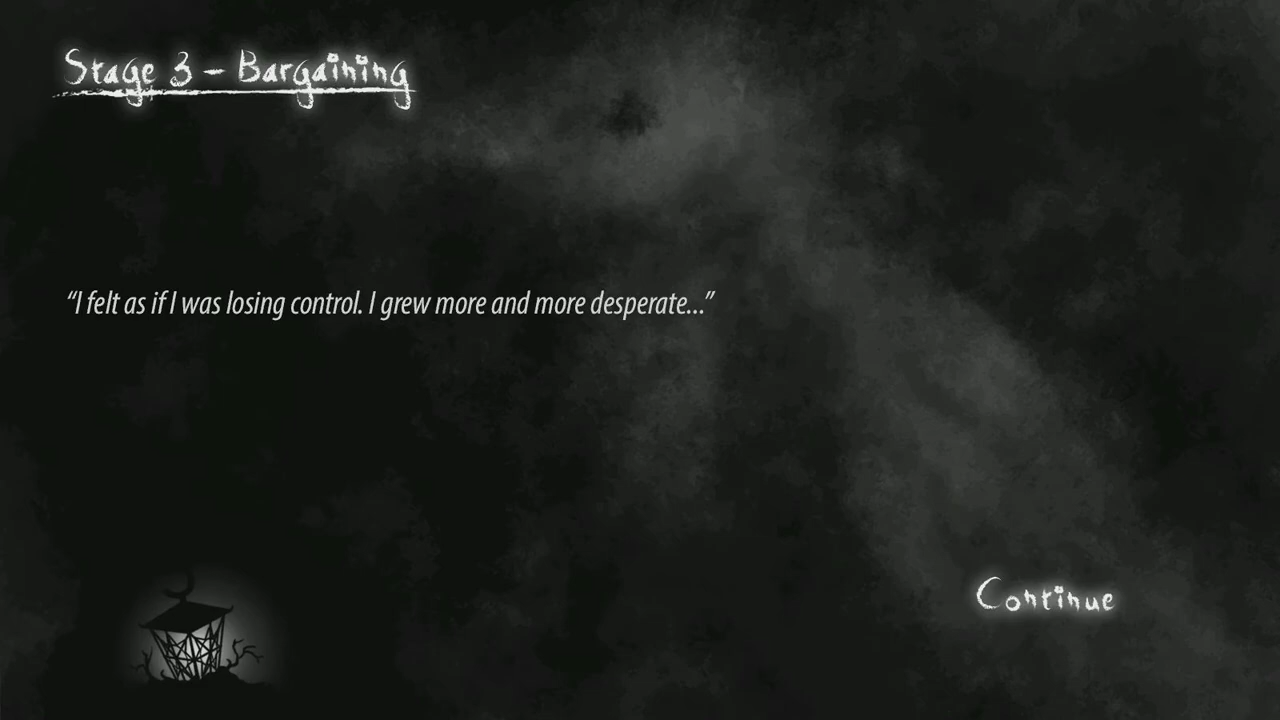 Stage 3 - Bargaining
“I felt as if I was losing control. I grew more and more desperate...”
Continue